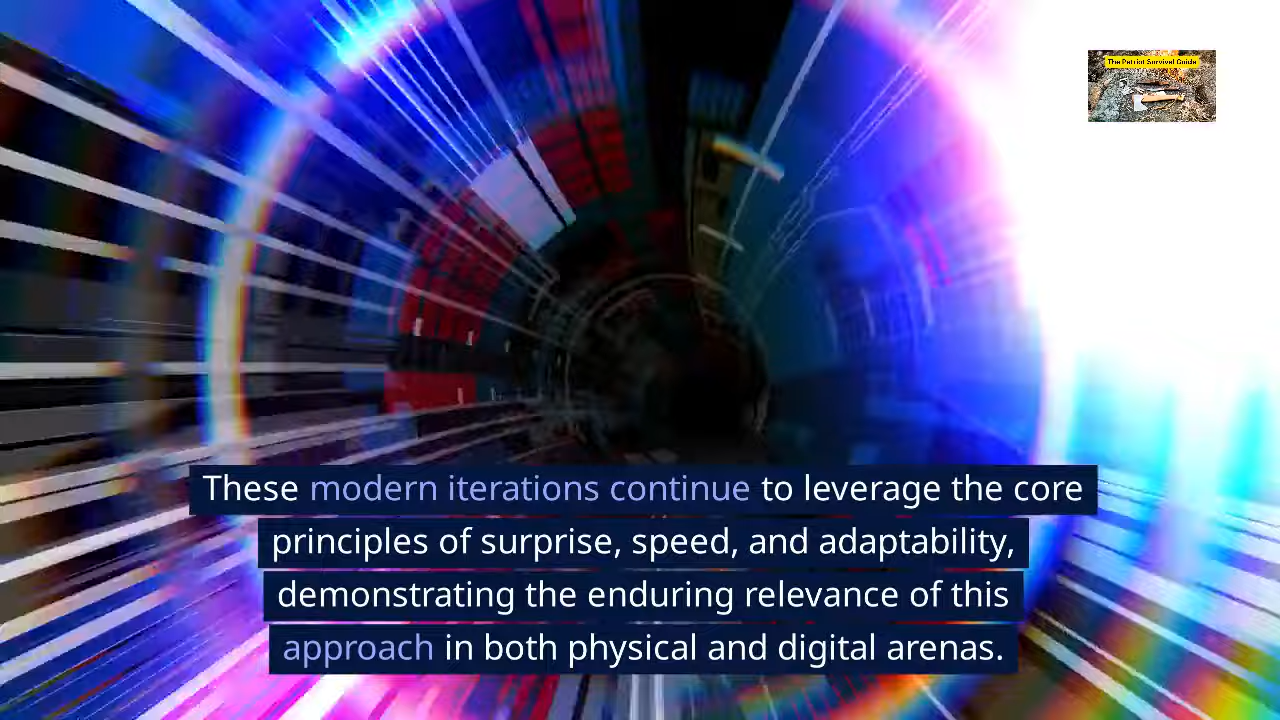 The Patriot Survival Guide
These modern iterations continue to leverage the core
principles of surprise, speed, and adaptability,
demonstrating the enduring relevance of this
approach in both physical and digital arenas.